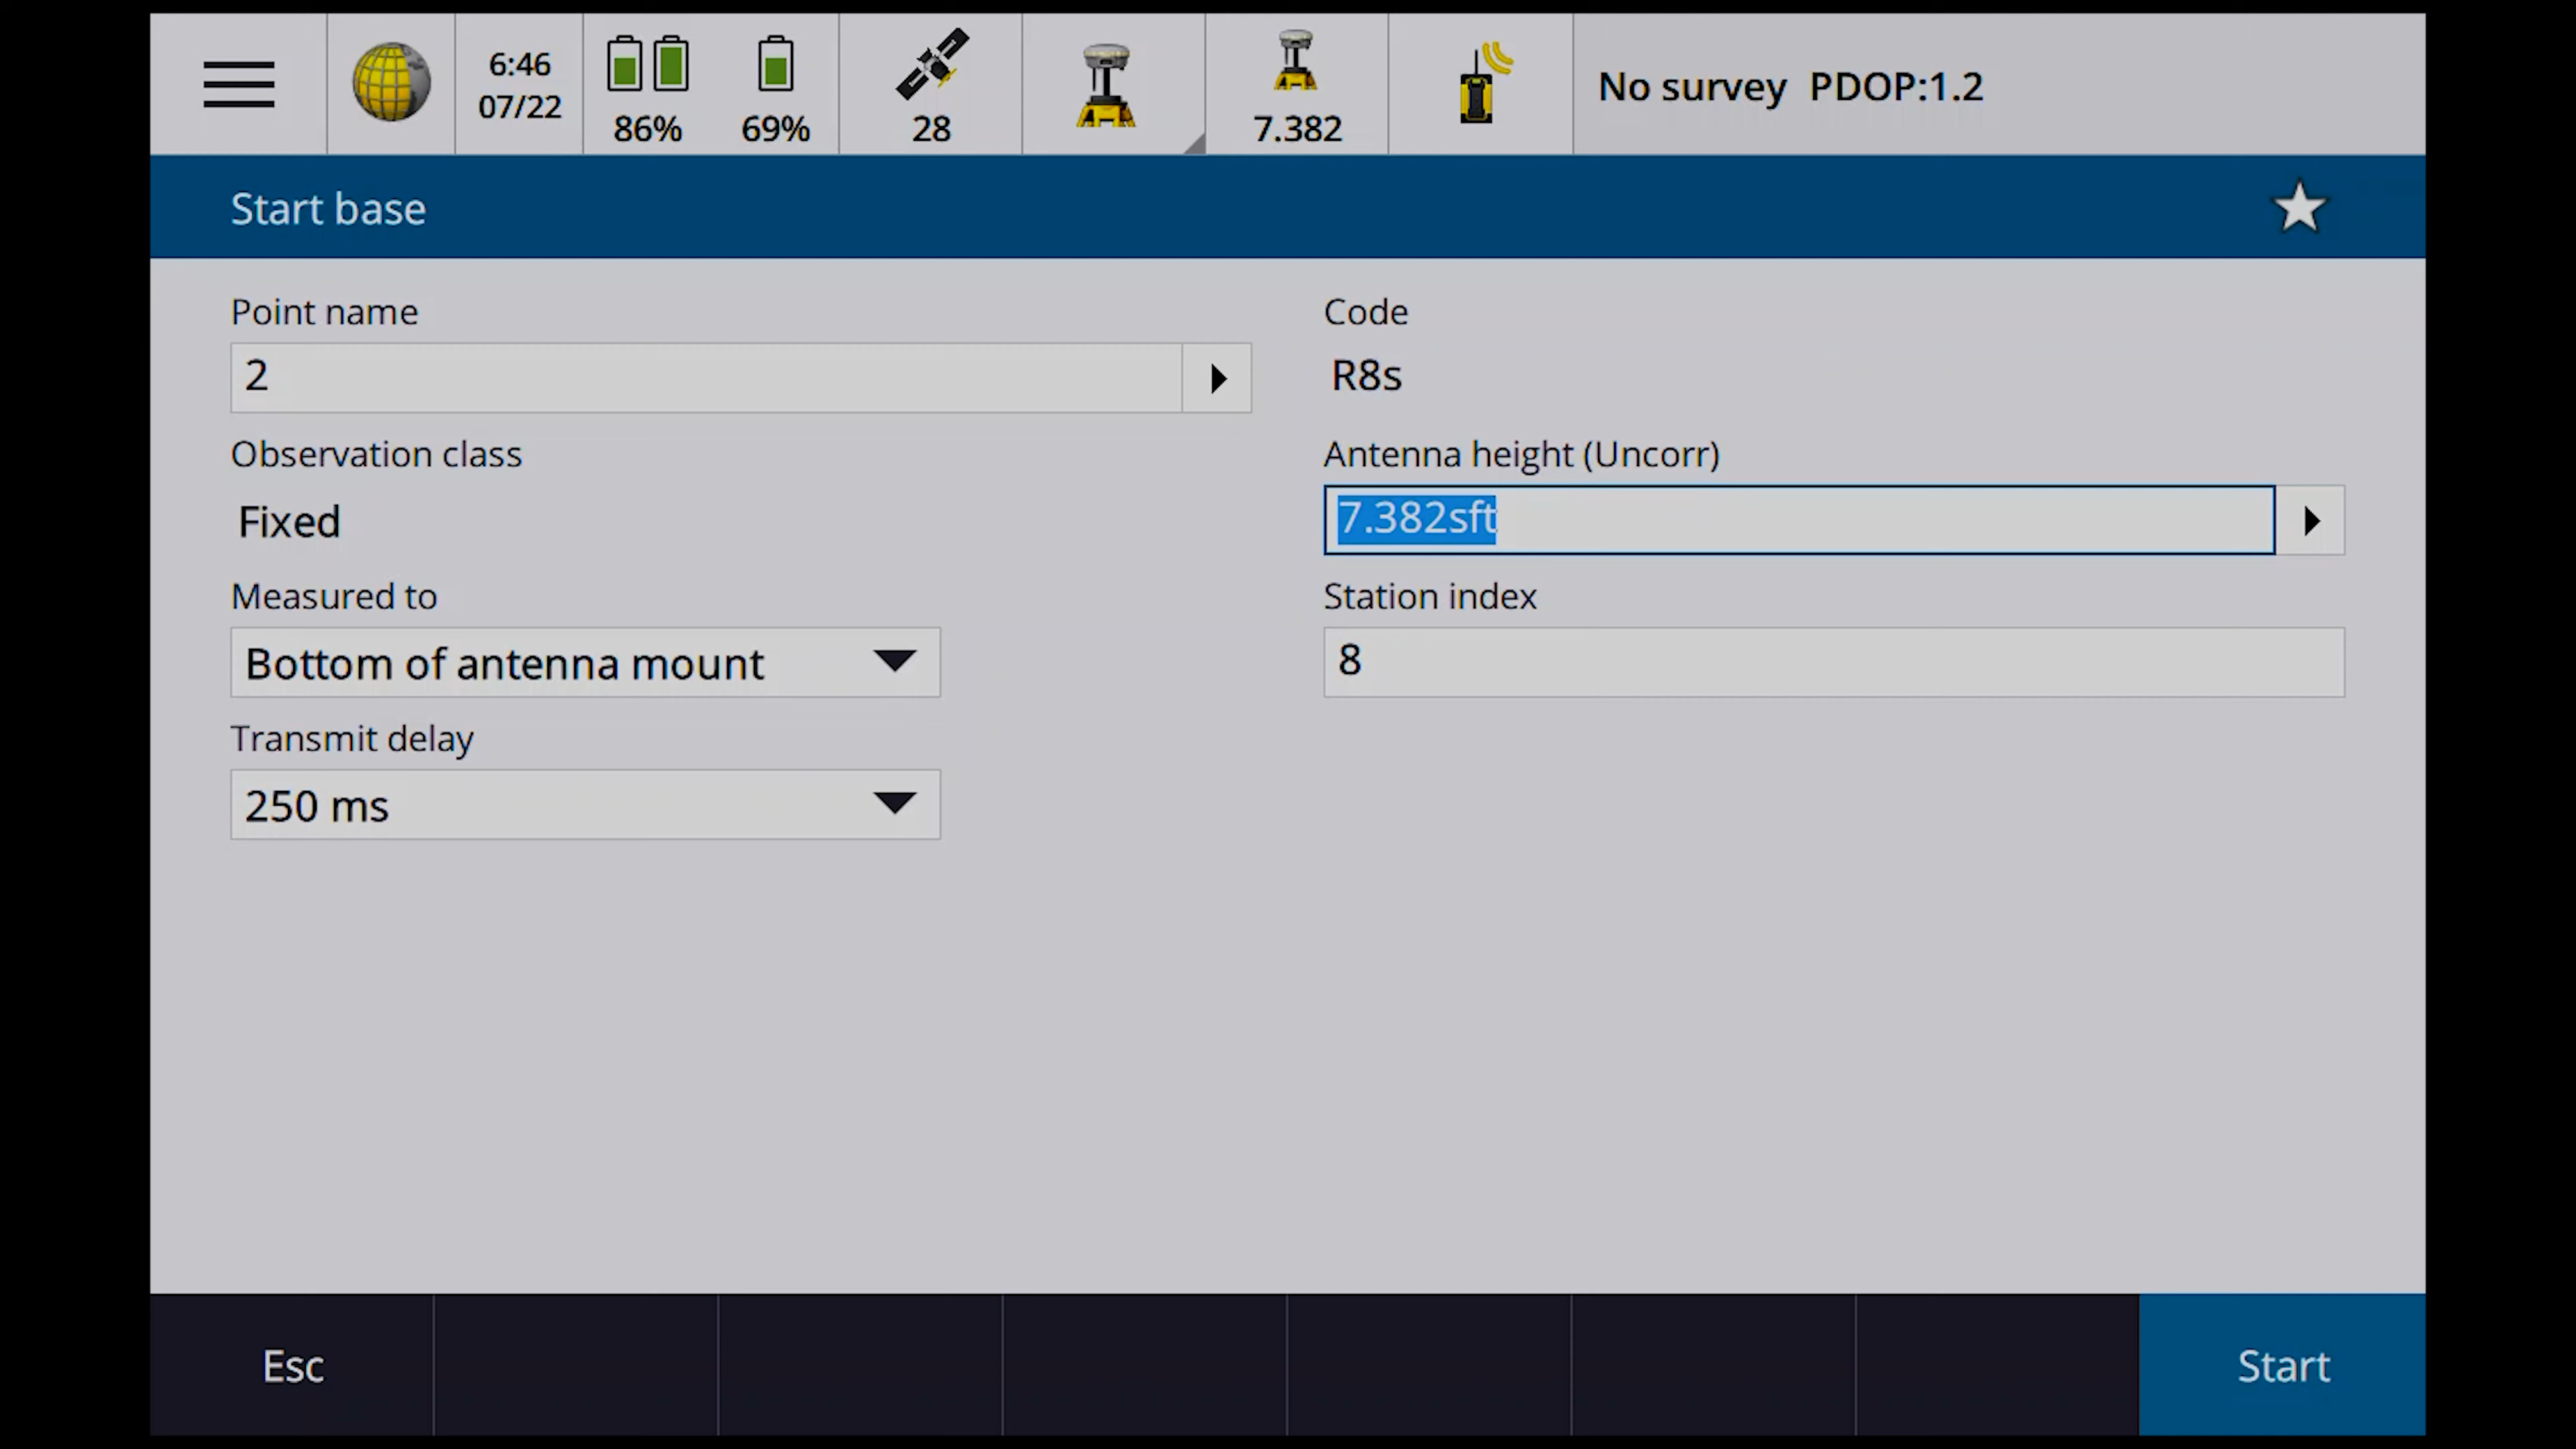 6:46
07/22
86%
69%
28
7.382
No survey PDOP:1.2
Start base
Point name
2
Code
R8s
Observation class
Fixed
Antenna height (Uncorr)
7.382sft
Measured to
Bottom of antenna mount
Station index
8
Transmit delay
250 ms
Esc
Start